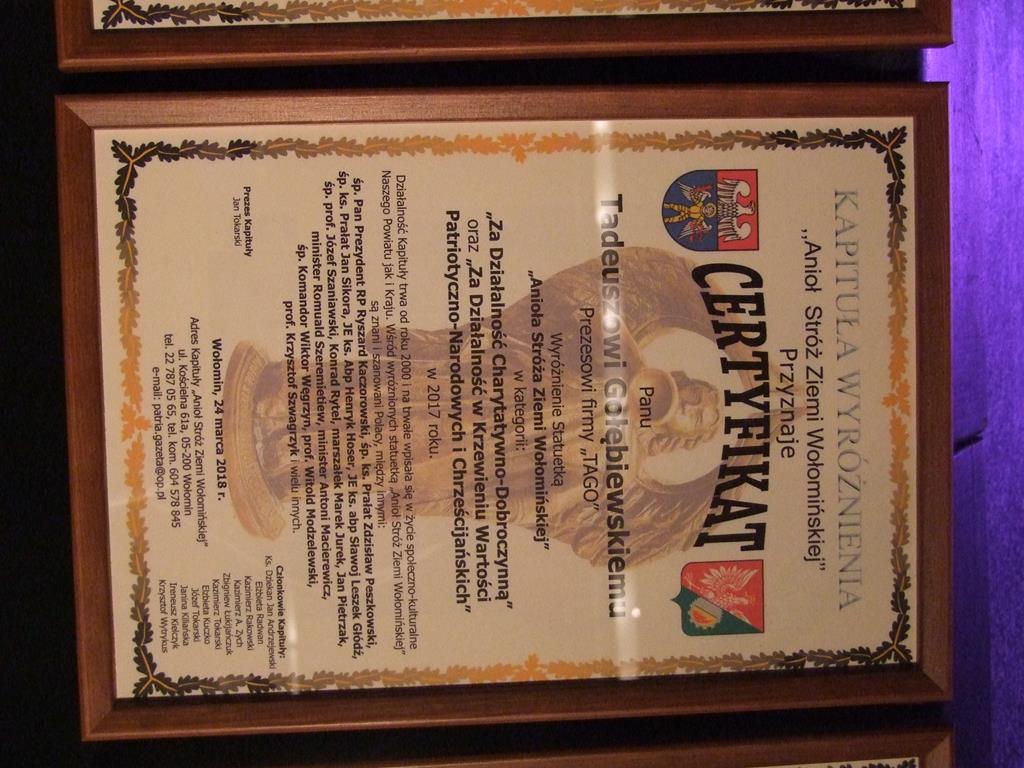 KAPITUŁA WYRÓŻNIENIA
,,Anioł Stróż Ziemi Wołomińskiej"
Przyznaje
CERTYFIKAT
Panu
Tadeuszowi Gołębiewskiemu
Prezesowi firmy „TAGO"
Wyróżnienie Statuetką
„Anioła Stróża Ziemi Wołomińskiej"
w kategorii:
„Za Działalność Charytatywno-Dobroczynną"
oraz „Za Działalność w Krzewieniu Wartości
Patriotyczno-Narodowych i Chrześcijańskich"
w 2017 roku.
Działalność Kapituły trwa od roku 2000 i na trwałe wpisała się w życie społeczno-kulturalne
Naszego Powiatu jak i Kraju. Wśród wyróżnionych statuetką „Anioł Stróż Ziemi Wołomińskiej"
są znani i szanowani Polacy, między innymi:
śp. Pan Prezydent RP Ryszard Kaczorowski, śp. ks. Prałat Zdzisław Peszkowski,
śp. ks. Prałat Jan Sikora, JE ks. Abp Henryk Hoser, JE ks. abp Sławoj Leszek Głódź,
śp. prof. Józef Szaniawski, Konrad Rytel, marszałek Marek Jurek, Jan Pietrzak,
minister Romuald Szeremietiew, minister Antoni Macierewicz,
śp. Komandor Wiktor Węgrzyn, prof. Witold Modzelewski,
prof. Krzysztof Szwagrzyk i wielu innych.
Prezes Kapituły
Jan Tokarski
Wołomin, 24 marca 2018 r.
Adres Kapituły „Anioł Stróż Ziemi Wołomińskiej"
ul. Kościelna 61a, 05-200 Wołomin
tel. 22 787 05 65, tel. kom. 604 578 845
e-mail: patria.gazeta@op.pl
Członkowie Kapituły:
Ks. Dziekan Jan Andrzejewski
Elżbieta Radwan
Kazimierz Rakowski
Kazimierz A. Zych
Zbigniew Łukijańczuk
Kazimierz Tokarski
Elżbieta Kuczko
Józef Tokarski
Janina Kiliańska
Ireneusz Kiełczyk
Krzysztof Wytrykus